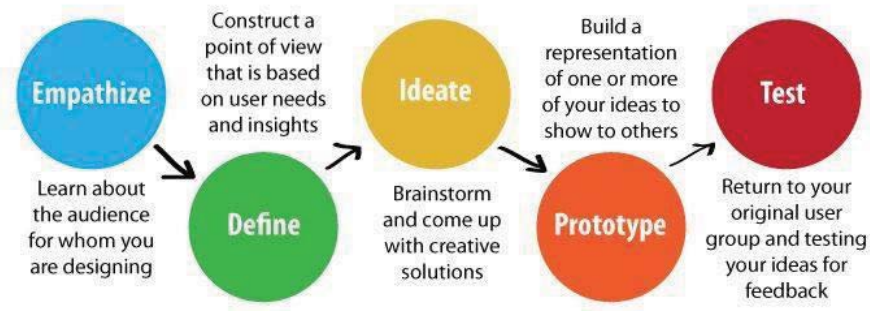 Empathize
Learn about
the audience
for whom you
are designing
Construct a
point of view
that is based
on user needs
and insights
Define
Ideate
Brainstorm
and come up
with creative
solutions
Build a
representation
of one or more
of your ideas to
show to others
Prototype
Test
Return to your
original user
group and testing
your ideas for
feedback